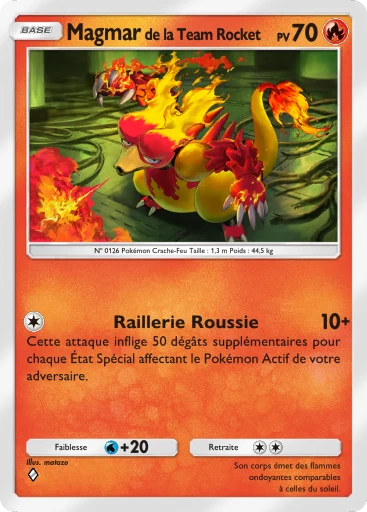 BASE Magmar de la Team Rocket PV 70
N° 0126 Pokémon Crache-Feu Taille : 1,3 m Poids : 44,5 kg
Raillerie Roussie 10+
Cette attaque inflige 50 dégâts supplémentaires pour
chaque État Spécial affectant le Pokémon Actif de votre
adversaire.
Faiblesse +20 Retraite
Illus. matazo
Son corps émet des flammes
ondoyantes comparables
à celles du soleil.